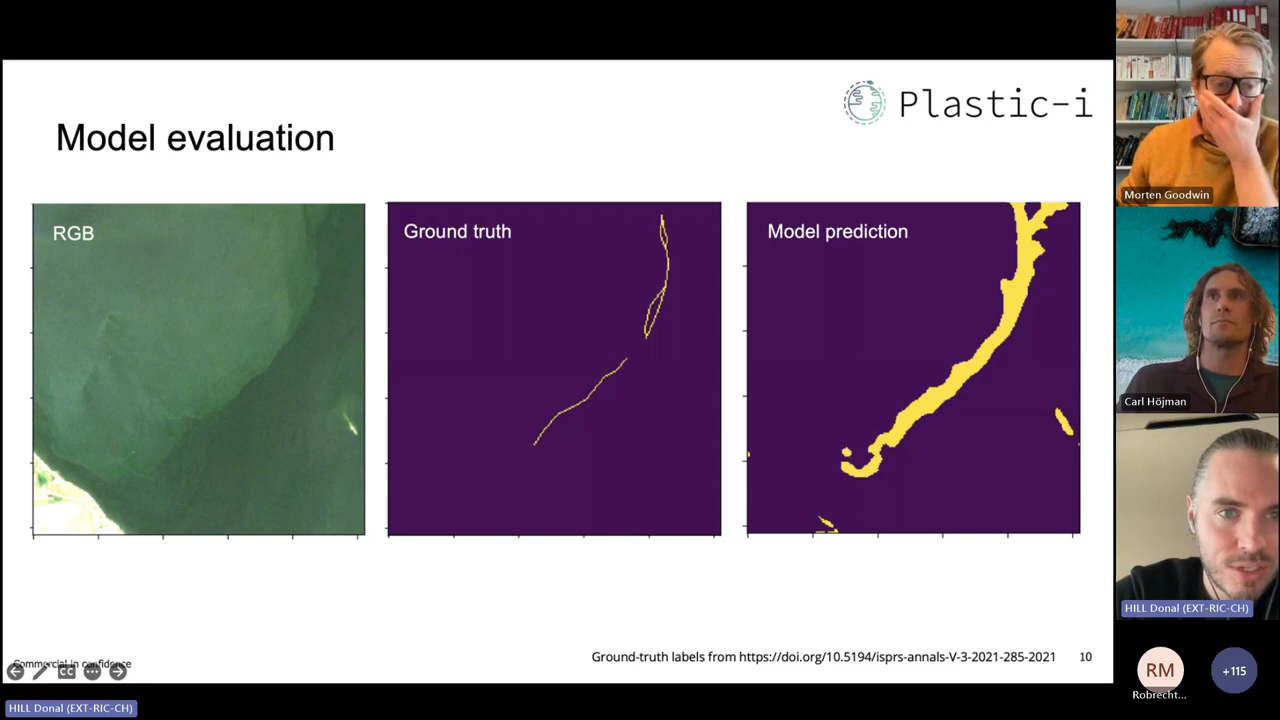 Plastic-i
Model evaluation
RGB
Ground truth
Model prediction
Ground-truth labels from https://doi.org/10.5194/isprs-annals-V-3-2021-285-2021
10
Commercial in confidence
CC
HILL Donal (EXT-RIC-CH)
Morten Goodwin
Carl Höjman
HILL Donal (EXT-RIC-CH)
RM
Robrecht...
+115